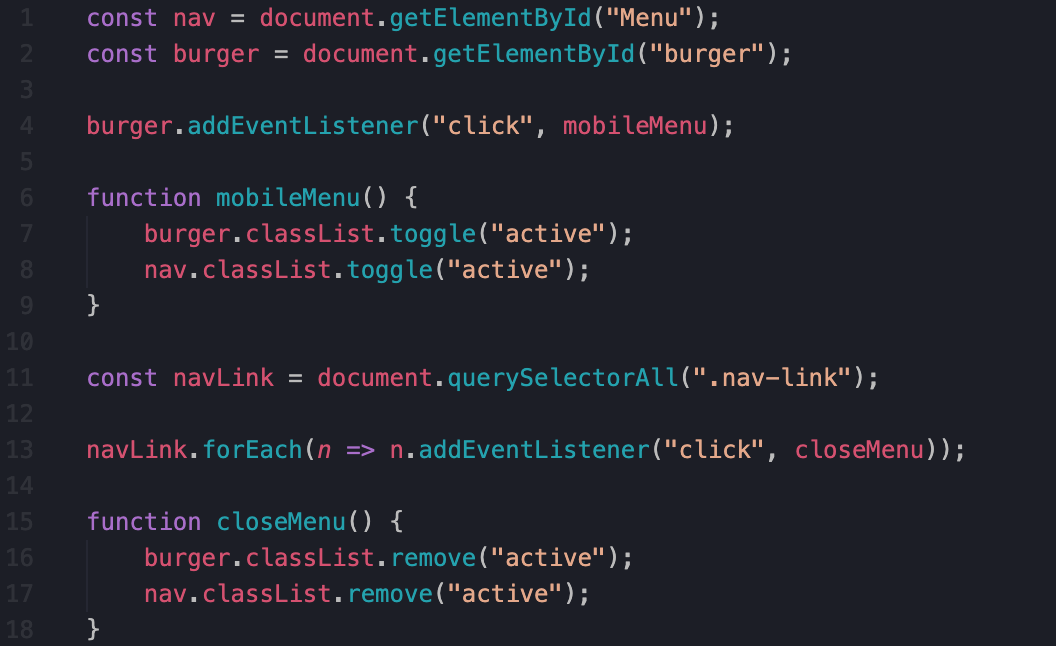 1 const nav = document.getElementById("Menu");
2 const burger = document.getElementById("burger");
3
4 burger.addEventListener("click", mobileMenu);
5
6 function mobileMenu() {
7     burger.classList.toggle("active");
8     nav.classList.toggle("active");
9 }
10
11 const navLink = document.querySelectorAll(".nav-link");
12
13 navLink.forEach(n => n.addEventListener("click", closeMenu));
14
15 function closeMenu() {
16     burger.classList.remove("active");
17     nav.classList.remove("active");
18 }